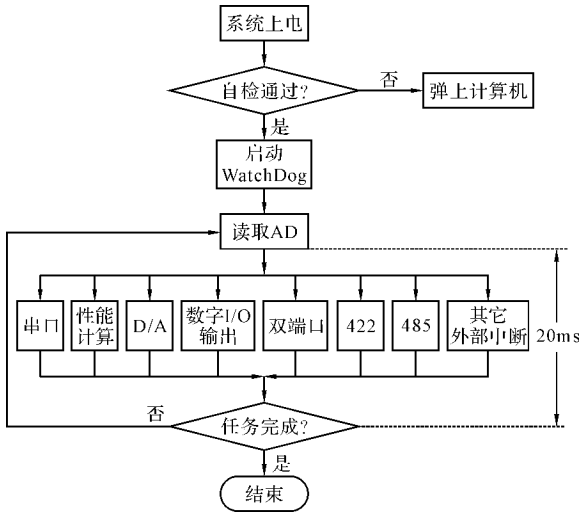 系统上电
自检通过?
否
弹上计算机
是
启动
WatchDog
读取AD
串口
性能
计算
D/A
数字I/O
输出
双端口
422
485
其它
外部中断
20ms
否
任务完成?
是
结束